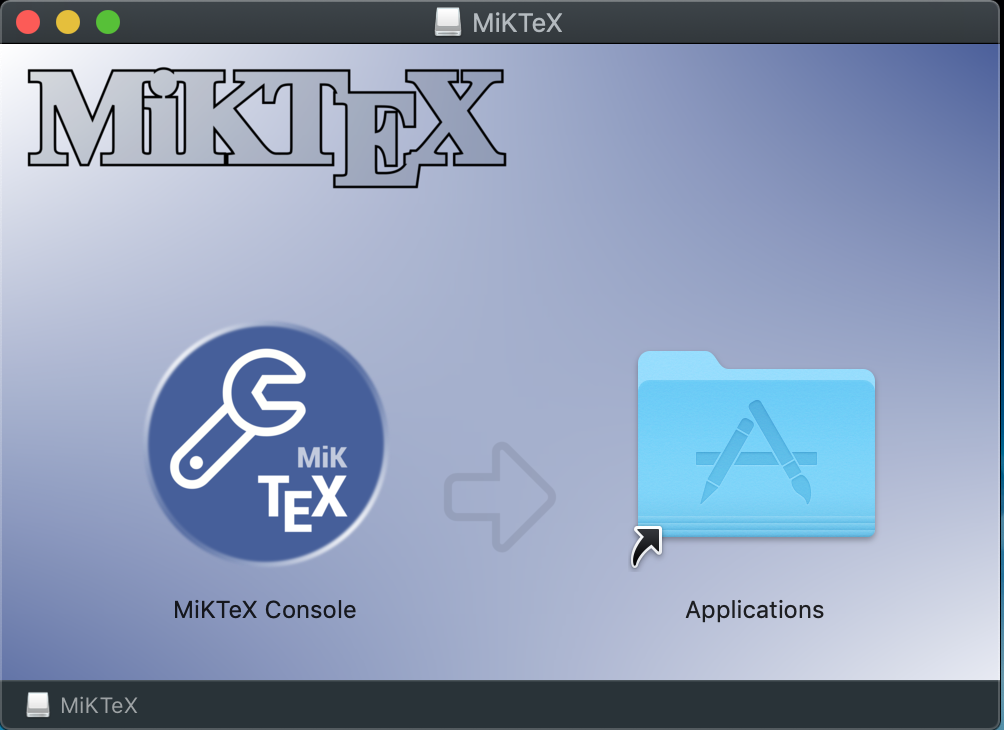 MiKTeX
MiKTEX
MiK
TEX
MiKTeX Console
Applications
MiKTeX